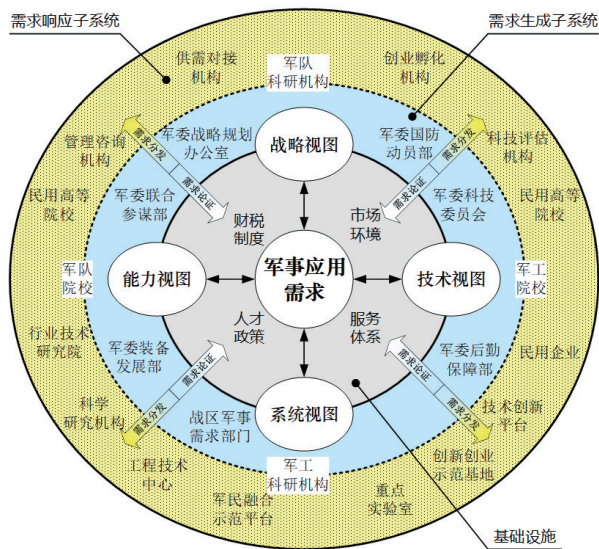 需求响应子系统
需求生成子系统
供需对接
机构
军队
科研机构
创业孵化
机构
管理咨询
机构
需求分发
需求论证
军委战略规划
办公室
战略视图
军委国防
动员部
需求分发
需求论证
科技评估
机构
民用高等
院校
军委联合
参谋部
财税
制度
市场
环境
军委科技
委员会
民用高等
院校
军队
院校
能力视图
军事应用
需求
技术视图
军工
院校
行业技术
研究院
军委装备
发展部
人才
政策
服务
体系
军委后勤
保障部
民用企业
需求论证
需求分发
需求论证
需求分发
科学
研究机构
战区军事
需求部门
系统视图
技术创新
平台
工程技术
中心
军工
科研机构
创新创业
示范基地
军民融合
示范平台
重点
实验室
基础设施